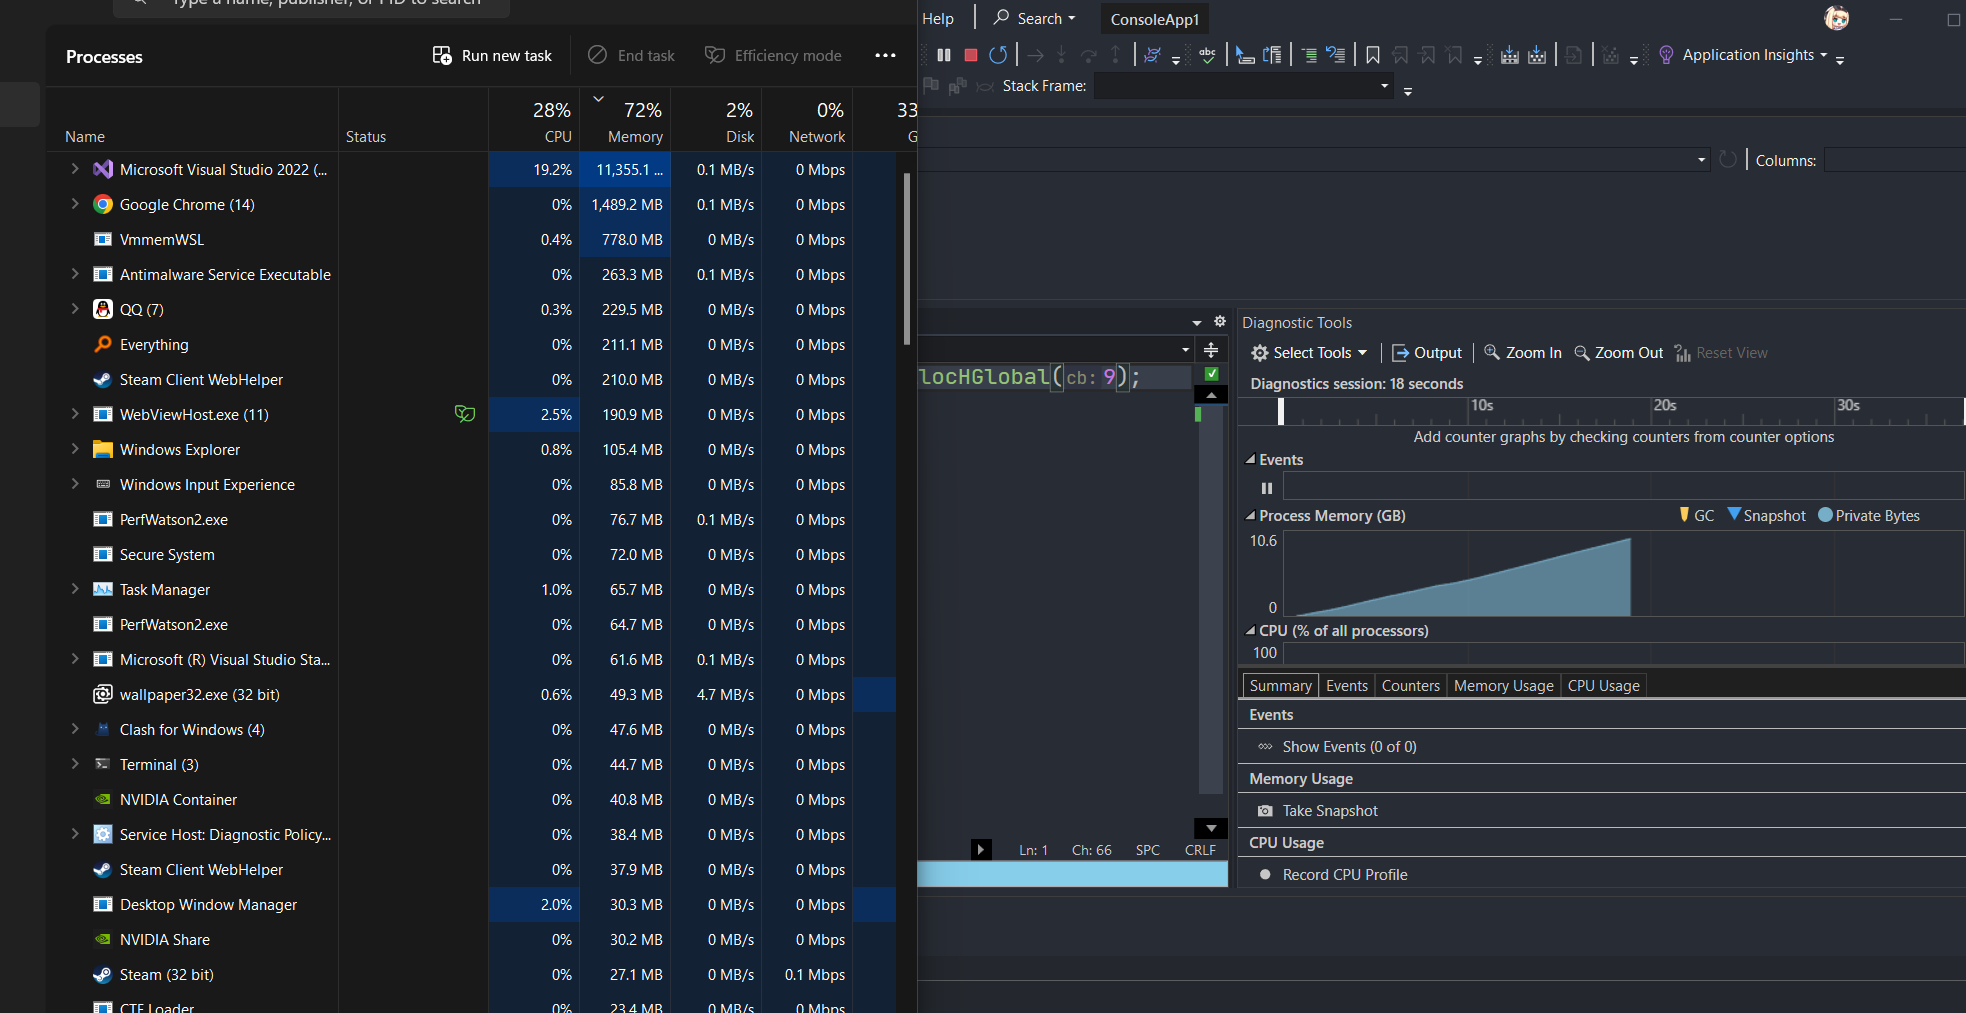 Type a name, publisher, or PID to search
Processes
Run new task
End task
Efficiency mode
Name
Status
28%
CPU
72%
Memory
2%
Disk
0%
Network
33
G
Microsoft Visual Studio 2022 (... 19.2% 11,355.1 ... 0.1 MB/s 0 Mbps
Google Chrome (14) 0% 1,489.2 MB 0.1 MB/s 0 Mbps
VmmemWSL 0.4% 778.0 MB 0 MB/s 0 Mbps
Antimalware Service Executable 0% 263.3 MB 0.1 MB/s 0 Mbps
QQ (7) 0.3% 229.5 MB 0 MB/s 0 Mbps
Everything 0% 211.1 MB 0 MB/s 0 Mbps
Steam Client WebHelper 0% 210.0 MB 0 MB/s 0 Mbps
WebViewHost.exe (11) 2.5% 190.9 MB 0 MB/s 0 Mbps
Windows Explorer 0.8% 105.4 MB 0 MB/s 0 Mbps
Windows Input Experience 0% 85.8 MB 0 MB/s 0 Mbps
PerfWatson2.exe 0% 76.7 MB 0.1 MB/s 0 Mbps
Secure System 0% 72.0 MB 0 MB/s 0 Mbps
Task Manager 1.0% 65.7 MB 0 MB/s 0 Mbps
PerfWatson2.exe 0% 64.7 MB 0 MB/s 0 Mbps
Microsoft (R) Visual Studio Sta... 0% 61.6 MB 0.1 MB/s 0 Mbps
wallpaper32.exe (32 bit) 0.6% 49.3 MB 4.7 MB/s 0 Mbps
Clash for Windows (4) 0% 47.6 MB 0 MB/s 0 Mbps
Terminal (3) 0% 44.7 MB 0 MB/s 0 Mbps
NVIDIA Container 0% 40.8 MB 0 MB/s 0 Mbps
Service Host: Diagnostic Policy... 0% 38.4 MB 0 MB/s 0 Mbps
Steam Client WebHelper 0% 37.9 MB 0 MB/s 0 Mbps
Desktop Window Manager 2.0% 30.3 MB 0 MB/s 0 Mbps
NVIDIA Share 0% 30.2 MB 0 MB/s 0 Mbps
Steam (32 bit) 0% 27.1 MB 0 MB/s 0.1 Mbps
CTF Loader 0% 23.4 MB 0 MB/s 0 Mbps
Help
Search
ConsoleApp1
abc
Application Insights
Stack Frame:
Columns:
locHGlobal(cb: 9);
Ln: 1 Ch: 66 SPC CRLF
Diagnostic Tools
Select Tools
Output
Zoom In
Zoom Out
Reset View
Diagnostics session: 18 seconds
10s 20s 30s
Add counter graphs by checking counters from counter options
Events
Process Memory (GB)
GC Snapshot Private Bytes
10.6
0
CPU (% of all processors)
100
Summary Events Counters Memory Usage CPU Usage
Events
Show Events (0 of 0)
Memory Usage
Take Snapshot
CPU Usage
Record CPU Profile